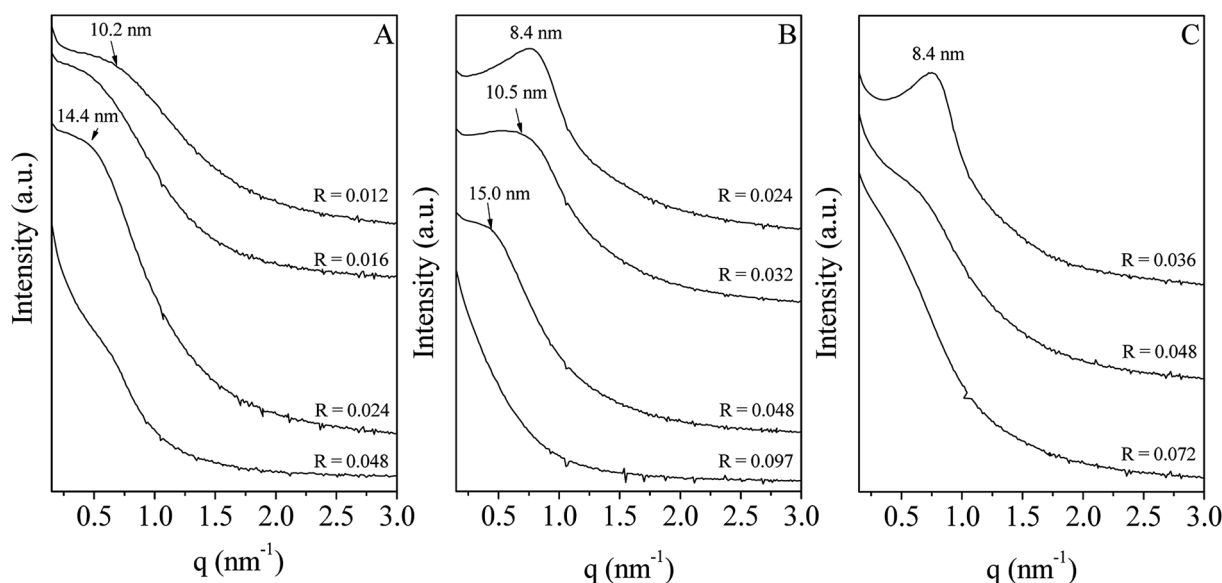 A
10.2 nm
14.4 nm
R = 0.012
R = 0.016
R = 0.024
R = 0.048
Intensity (a.u.)
0.5 1.0 1.5 2.0 2.5 3.0
q (nm⁻¹)
B
8.4 nm
10.5 nm
15.0 nm
R = 0.024
R = 0.032
R = 0.048
R = 0.097
Intensity (a.u.)
0.5 1.0 1.5 2.0 2.5 3.0
q (nm⁻¹)
C
8.4 nm
R = 0.036
R = 0.048
R = 0.072
Intensity (a.u.)
0.5 1.0 1.5 2.0 2.5 3.0
q (nm⁻¹)